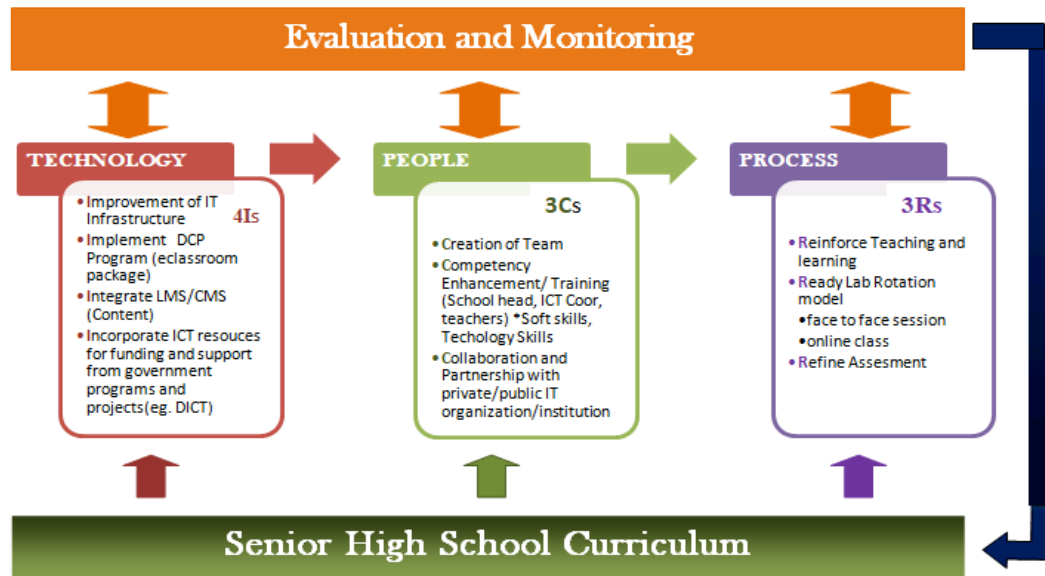 Evaluation and Monitoring
TECHNOLOGY
4Is
•Improvement of IT
Infrastructure
•Implement DCP
Program (eclassroom
package)
•Integrate LMS/CMS
(Content)
•Incorporate ICT resouces
for funding and support
from government
programs and
projects(eg. DICT)
PEOPLE
3Cs
•Creation of Team
•Competency
Enhancement/ Training
(School head, ICT Coor,
teachers) *Soft skills,
Techology Skills
•Collaboration and
Partnership with
private/public IT
organization/institution
PROCESS
3Rs
•Reinforce Teaching and
learning
•Ready Lab Rotation
model
•face to face session
•online class
•Refine Assesment
Senior High School Curriculum